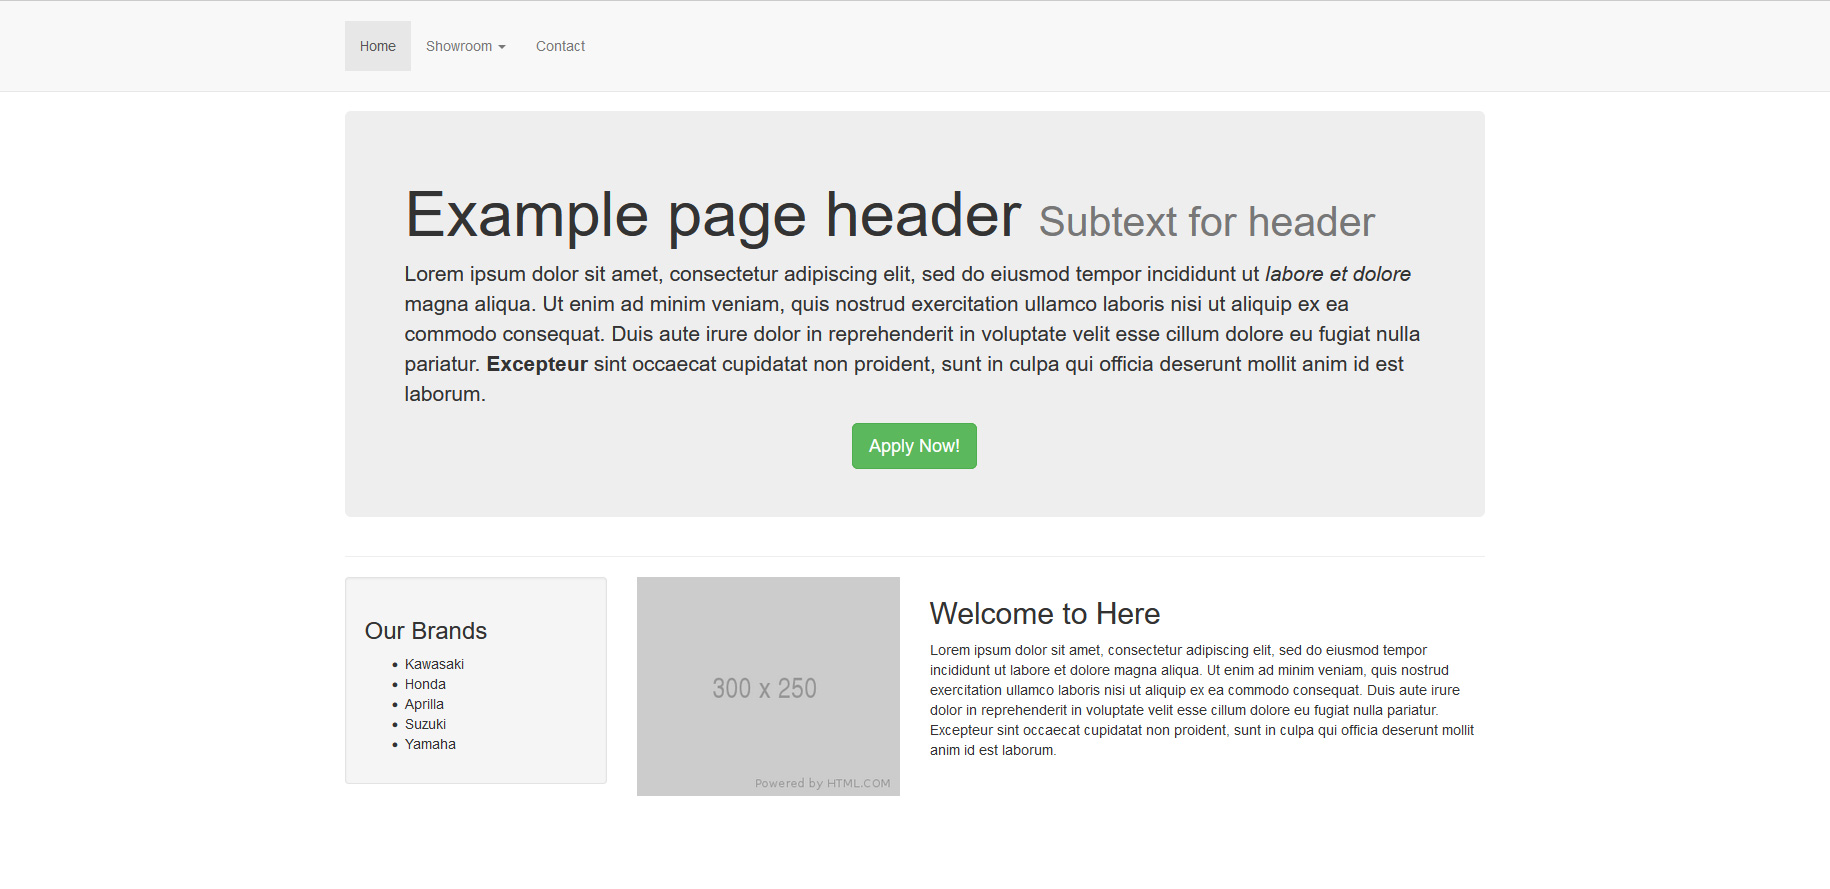 Home Showroom Contact
Example page header Subtext for header
Lorem ipsum dolor sit amet, consectetur adipiscing elit, sed do eiusmod tempor incididunt ut labore et dolore
magna aliqua. Ut enim ad minim veniam, quis nostrud exercitation ullamco laboris nisi ut aliquip ex ea
commodo consequat. Duis aute irure dolor in reprehenderit in voluptate velit esse cillum dolore eu fugiat nulla
pariatur. Excepteur sint occaecat cupidatat non proident, sunt in culpa qui officia deserunt mollit anim id est
laborum.
Apply Now!
Our Brands
Kawasaki
Honda
Aprilla
Suzuki
Yamaha
300 x 250
Powered by HTML.COM
Welcome to Here
Lorem ipsum dolor sit amet, consectetur adipiscing elit, sed do eiusmod tempor
incididunt ut labore et dolore magna aliqua. Ut enim ad minim veniam, quis nostrud
exercitation ullamco laboris nisi ut aliquip ex ea commodo consequat. Duis aute irure
dolor in reprehenderit in voluptate velit esse cillum dolore eu fugiat nulla pariatur.
Excepteur sint occaecat cupidatat non proident, sunt in culpa qui officia deserunt mollit
anim id est laborum.